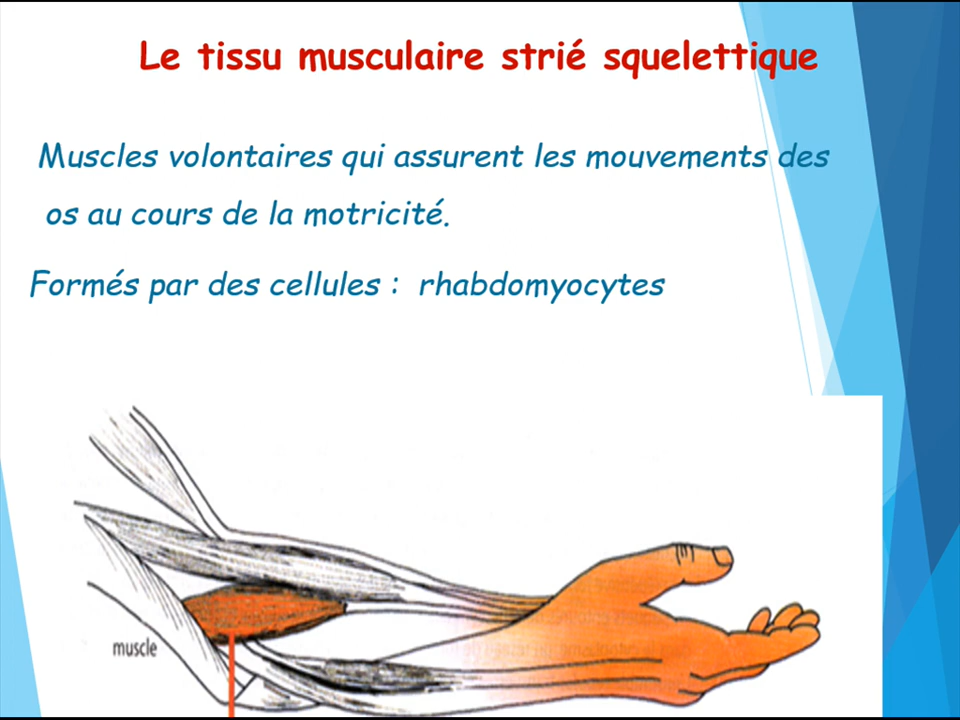 Le tissu musculaire strié squelettique
Muscles volontaires qui assurent les mouvements des
os au cours de la motricité.
Formés par des cellules : rhabdomyocytes
muscle